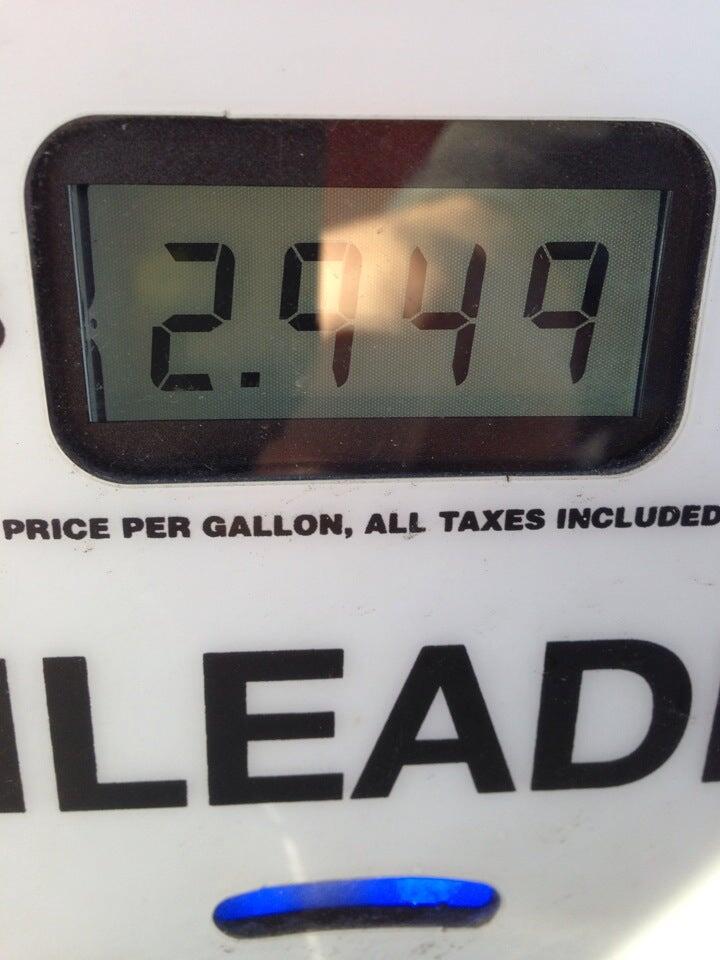 2.949
PRICE PER GALLON, ALL TAXES INCLUDED
LEAD